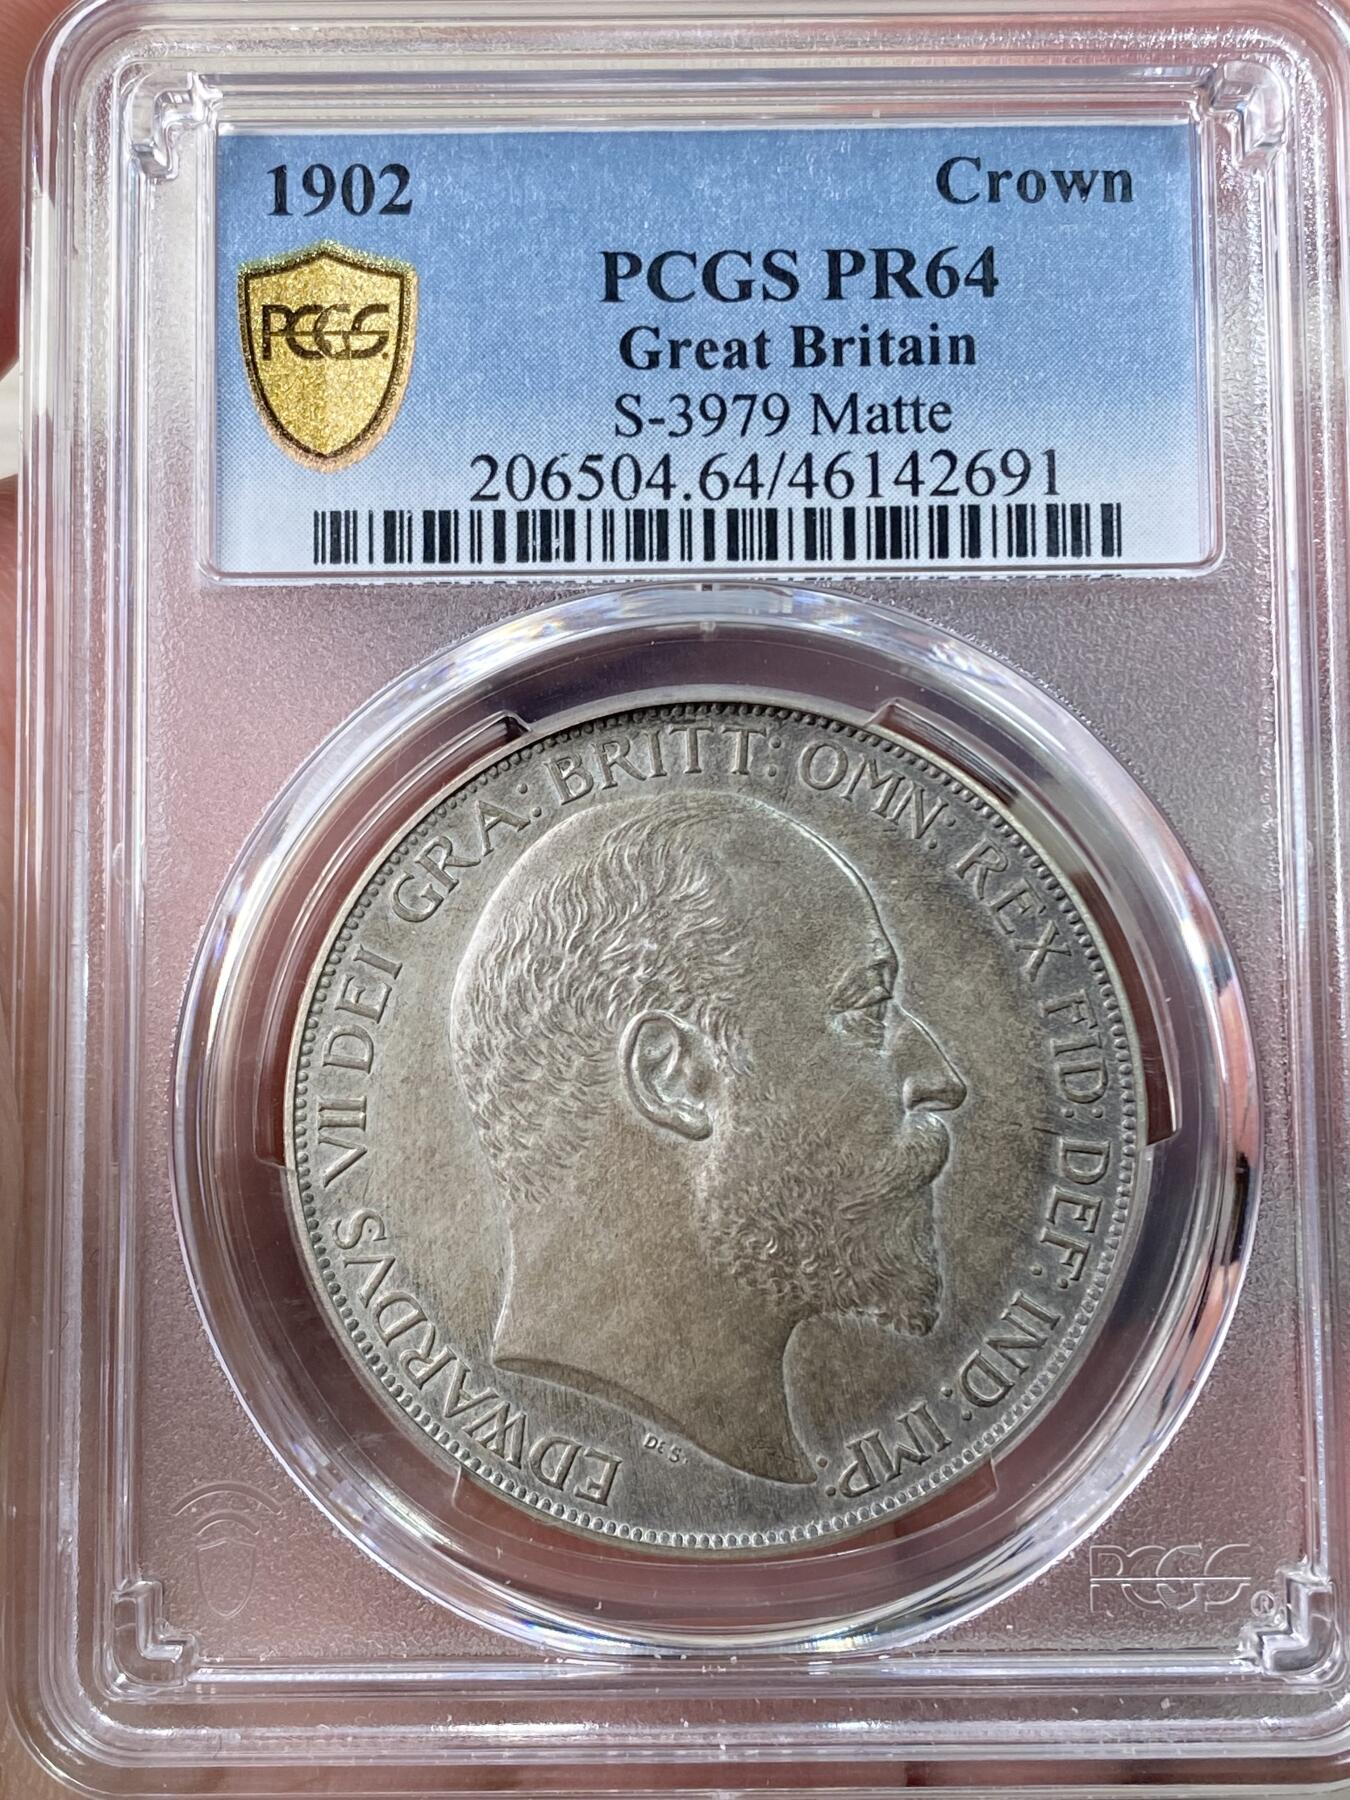 1902 Crown
PCGS
PCGS PR64
Great Britain
S-3979 Matte
206504.64/46142691
EDWARDVS VII DEI GRA: BRITT: OMN: REX FID: DEF: IND: IMP:
DE S.
PCGS ®